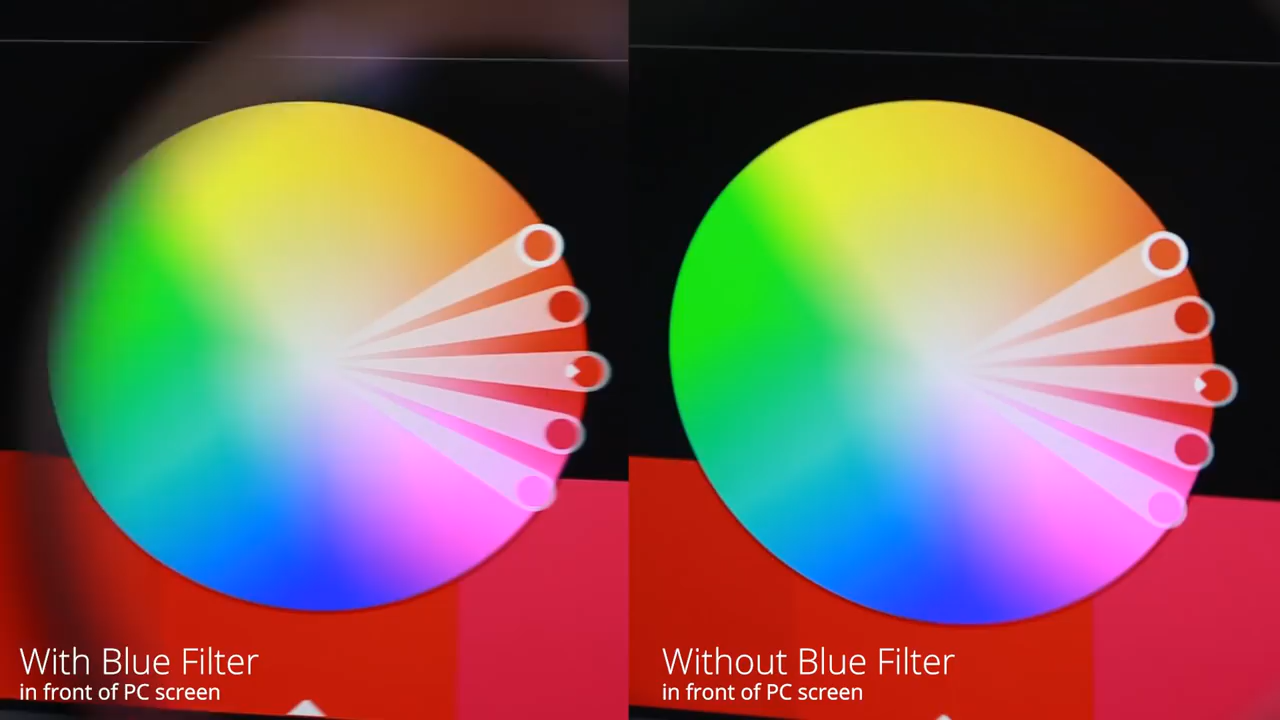 With Blue Filter
in front of PC screen
Without Blue Filter
in front of PC screen